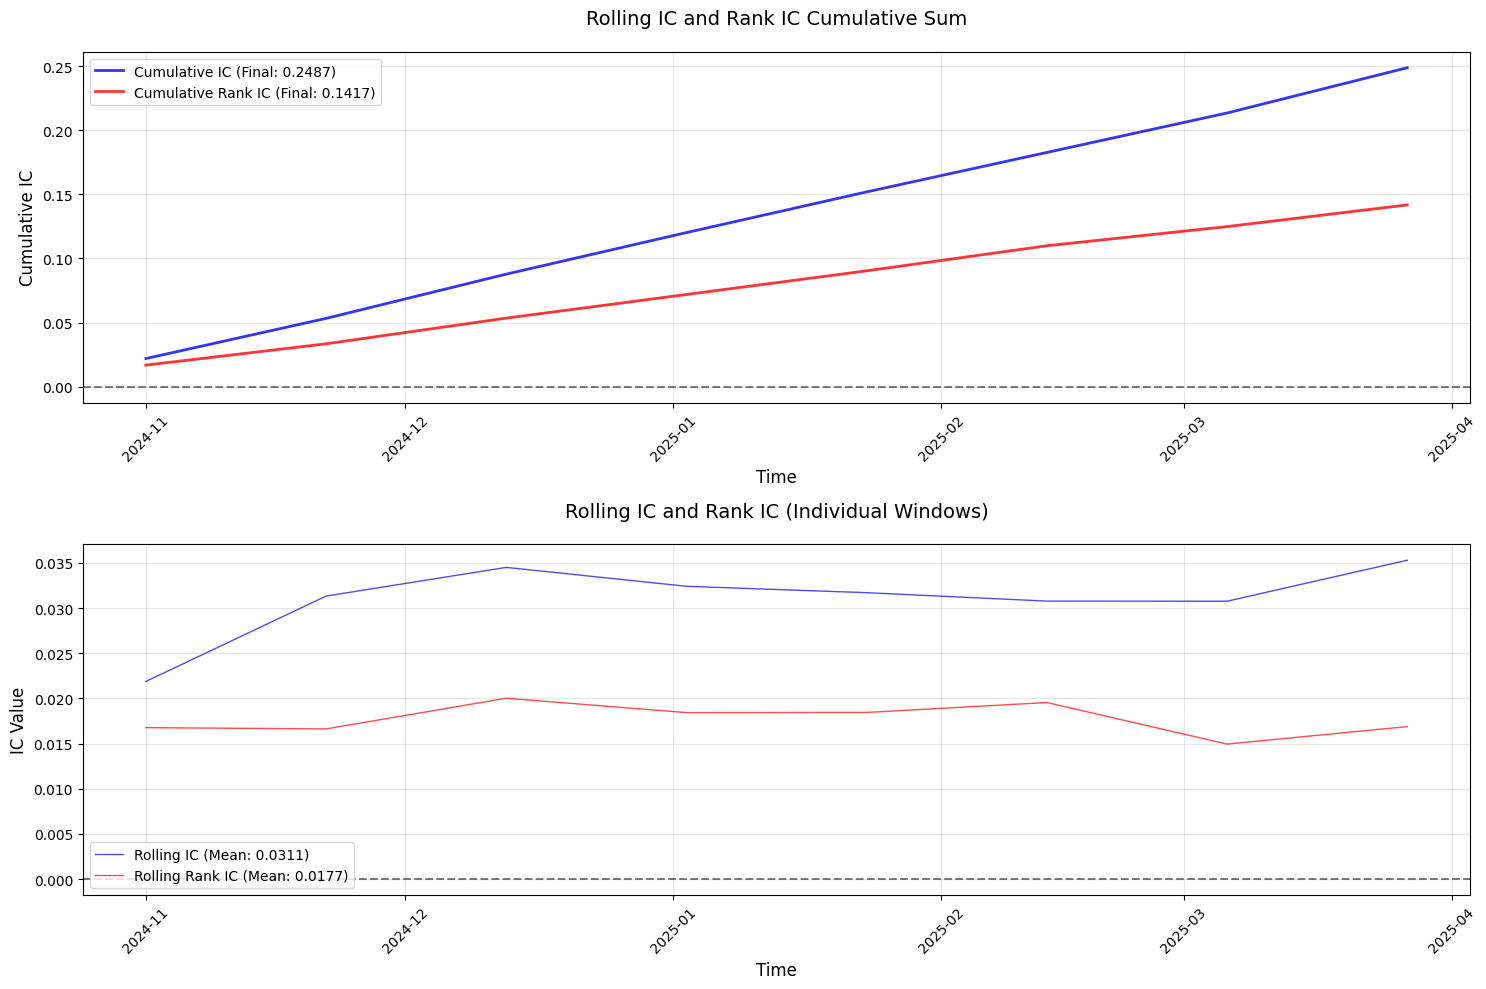 Rolling IC and Rank IC Cumulative Sum
Cumulative IC (Final: 0.2487)
Cumulative Rank IC (Final: 0.1417)
Cumulative IC
0.25
0.20
0.15
0.10
0.05
0.00
2024-11
2024-12
2025-01
2025-02
2025-03
2025-04
Time
Rolling IC and Rank IC (Individual Windows)
IC Value
0.035
0.030
0.025
0.020
0.015
0.010
0.005
0.000
Rolling IC (Mean: 0.0311)
Rolling Rank IC (Mean: 0.0177)
2024-11
2024-12
2025-01
2025-02
2025-03
2025-04
Time